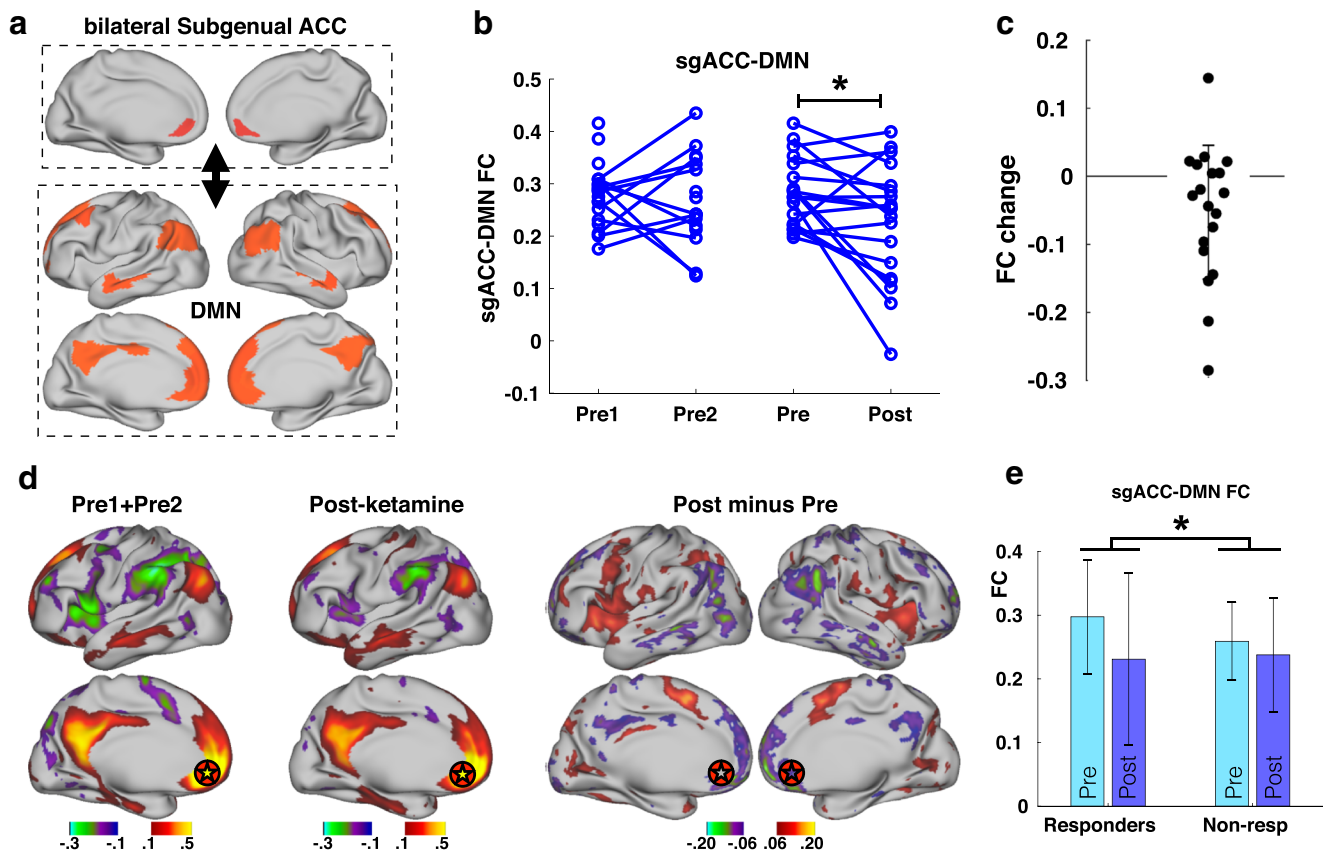 a
bilateral Subgenual ACC
DMN
b
sgACC-DMN
*
sgACC-DMN FC
0.5
0.4
0.3
0.2
0.1
0
-0.1
Pre1 Pre2 Pre Post
c
FC change
0.2
0.1
0
-0.1
-0.2
-0.3
d
Pre1+Pre2 Post-ketamine Post minus Pre
-.3 -.1 .1 .5 -.3 -.1 .1 .5 -.20 -.06 .06 .20
e
sgACC-DMN FC
*
FC
0.4
0.3
0.2
0.1
0
Pre Post Pre Post
Responders Non-resp